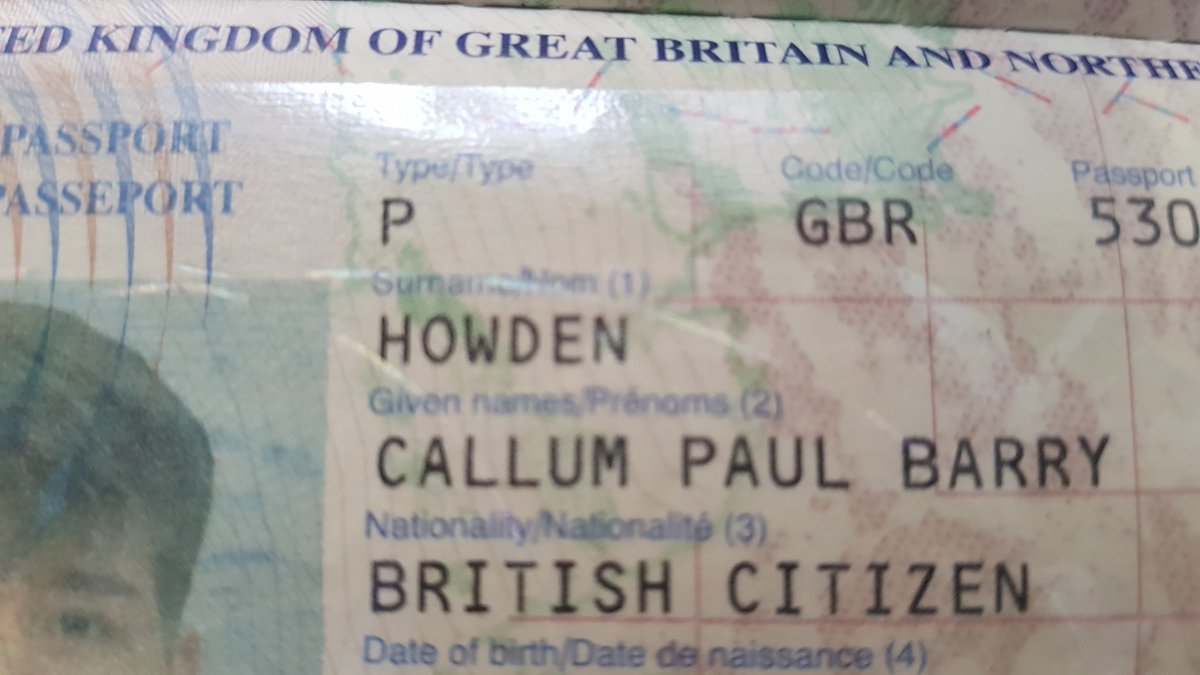 ED KINGDOM OF GREAT BRITAIN AND NORTHE
PASSPORT
PASSEPORT
Type/Type
Code/Code
Passport
P
GBR
530
Surname/Nom (1)
HOWDEN
Given names/Prénoms (2)
CALLUM PAUL BARRY
Nationality/Nationalité (3)
BRITISH CITIZEN
Date of birth/Date de naissance (4)